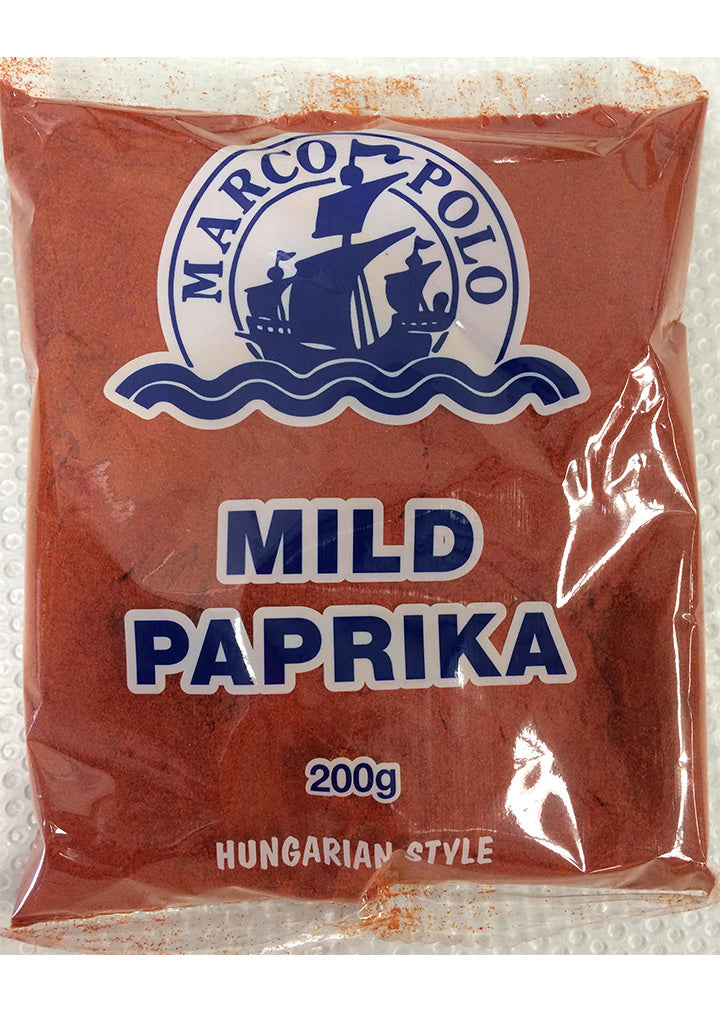 MARCO POLO
MILD
PAPRIKA
200g
HUNGARIAN STYLE